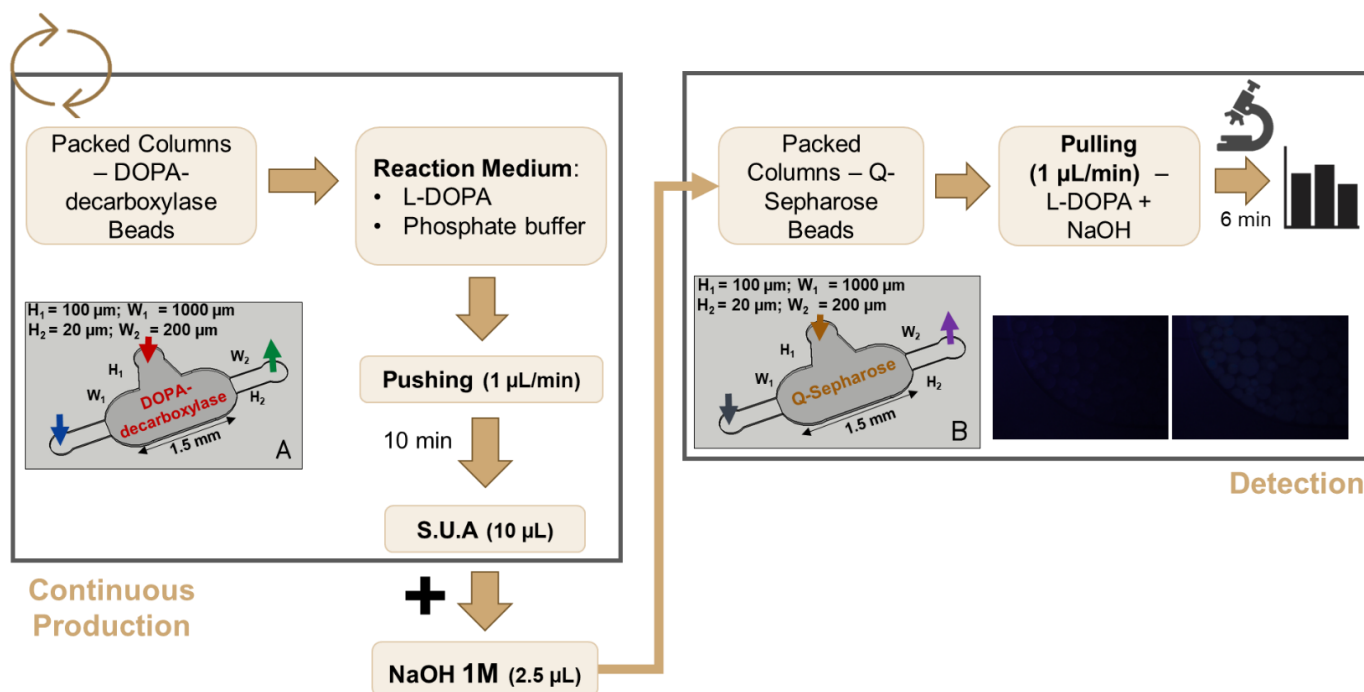 Packed Columns
– DOPA-
decarboxylase
Beads
Reaction Medium:
• L-DOPA
• Phosphate buffer
H₁ = 100 µm; W₁ = 1000 µm
H₂ = 20 µm; W₂ = 200 µm
H₁
W₁
W₂
H₂
DOPA-
decarboxylase
1.5 mm
A
Pushing (1 µL/min)
10 min
S.U.A (10 µL)
Continuous
Production
+
NaOH 1M (2.5 µL)
Packed
Columns – Q-
Sepharose
Beads
Pulling
(1 µL/min) –
L-DOPA +
NaOH
6 min
H₁ = 100 µm; W₁ = 1000 µm
H₂ = 20 µm; W₂ = 200 µm
H₁
W₁
W₂
H₂
Q-Sepharose
1.5 mm
B
Detection